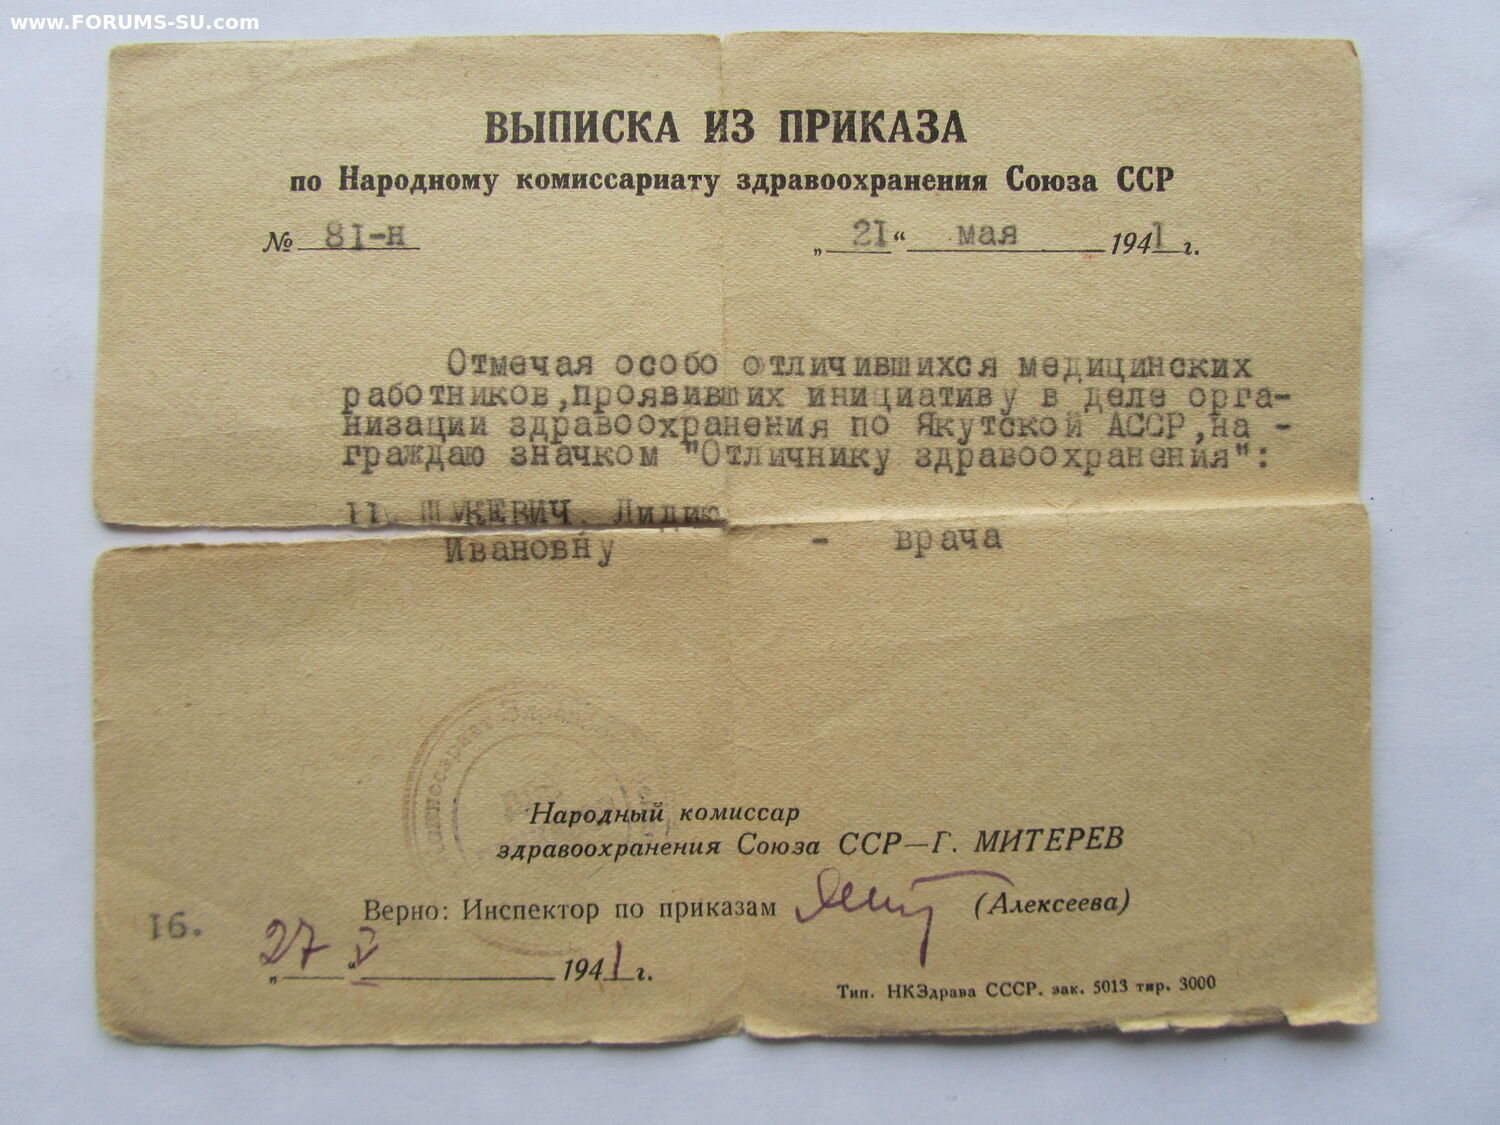 www.FORUMS-SU.com
ВЫПИСКА ИЗ ПРИКАЗА
по Народному комиссариату здравоохранения Союза ССР
№ 81-н „21“ мая 1941 г.
Отмечая особо отличившихся медицинских
работников,проявивших инициативу в деле орга-
низации здравоохранения по Якутской АССР,на -
граждаю значком "Отличнику здравоохранения":
ШУКЕВИЧ Лидию
Ивановну - врача
Народный комиссар
здравоохранения Союза ССР—Г. МИТЕРЕВ
Верно: Инспектор по приказам (Алексеева)
16.
„27“ V 1941 г.
Тип. НКЗдрава СССР. зак. 5013 тир. 3000